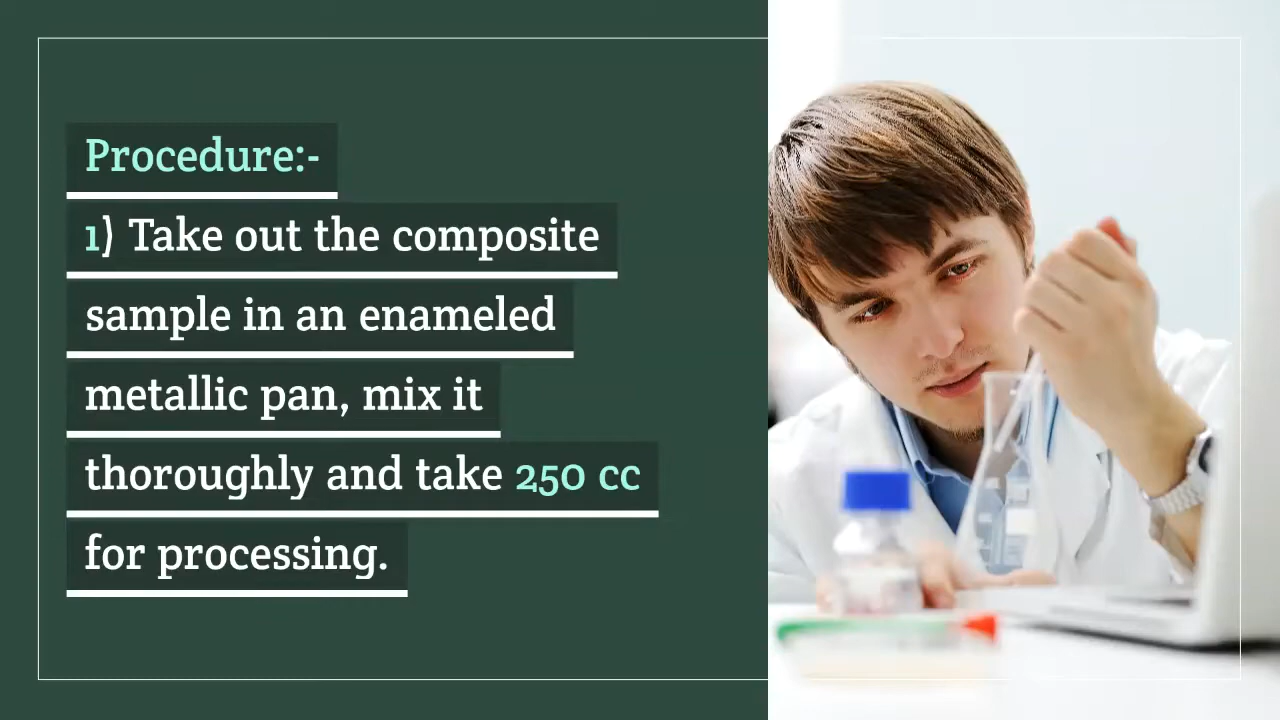 Procedure:-
1) Take out the composite
sample in an enameled
metallic pan, mix it
thoroughly and take 250 cc
for processing.